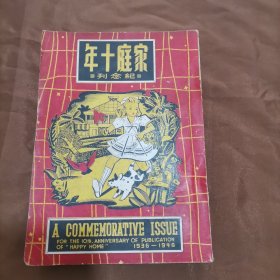 年十庭家
刊念紀
A COMMEMORATIVE ISSUE
FOR THE 10th ANNIVERSARY OF PUBLICATION
OF "HAPPY HOME" 1936–1946